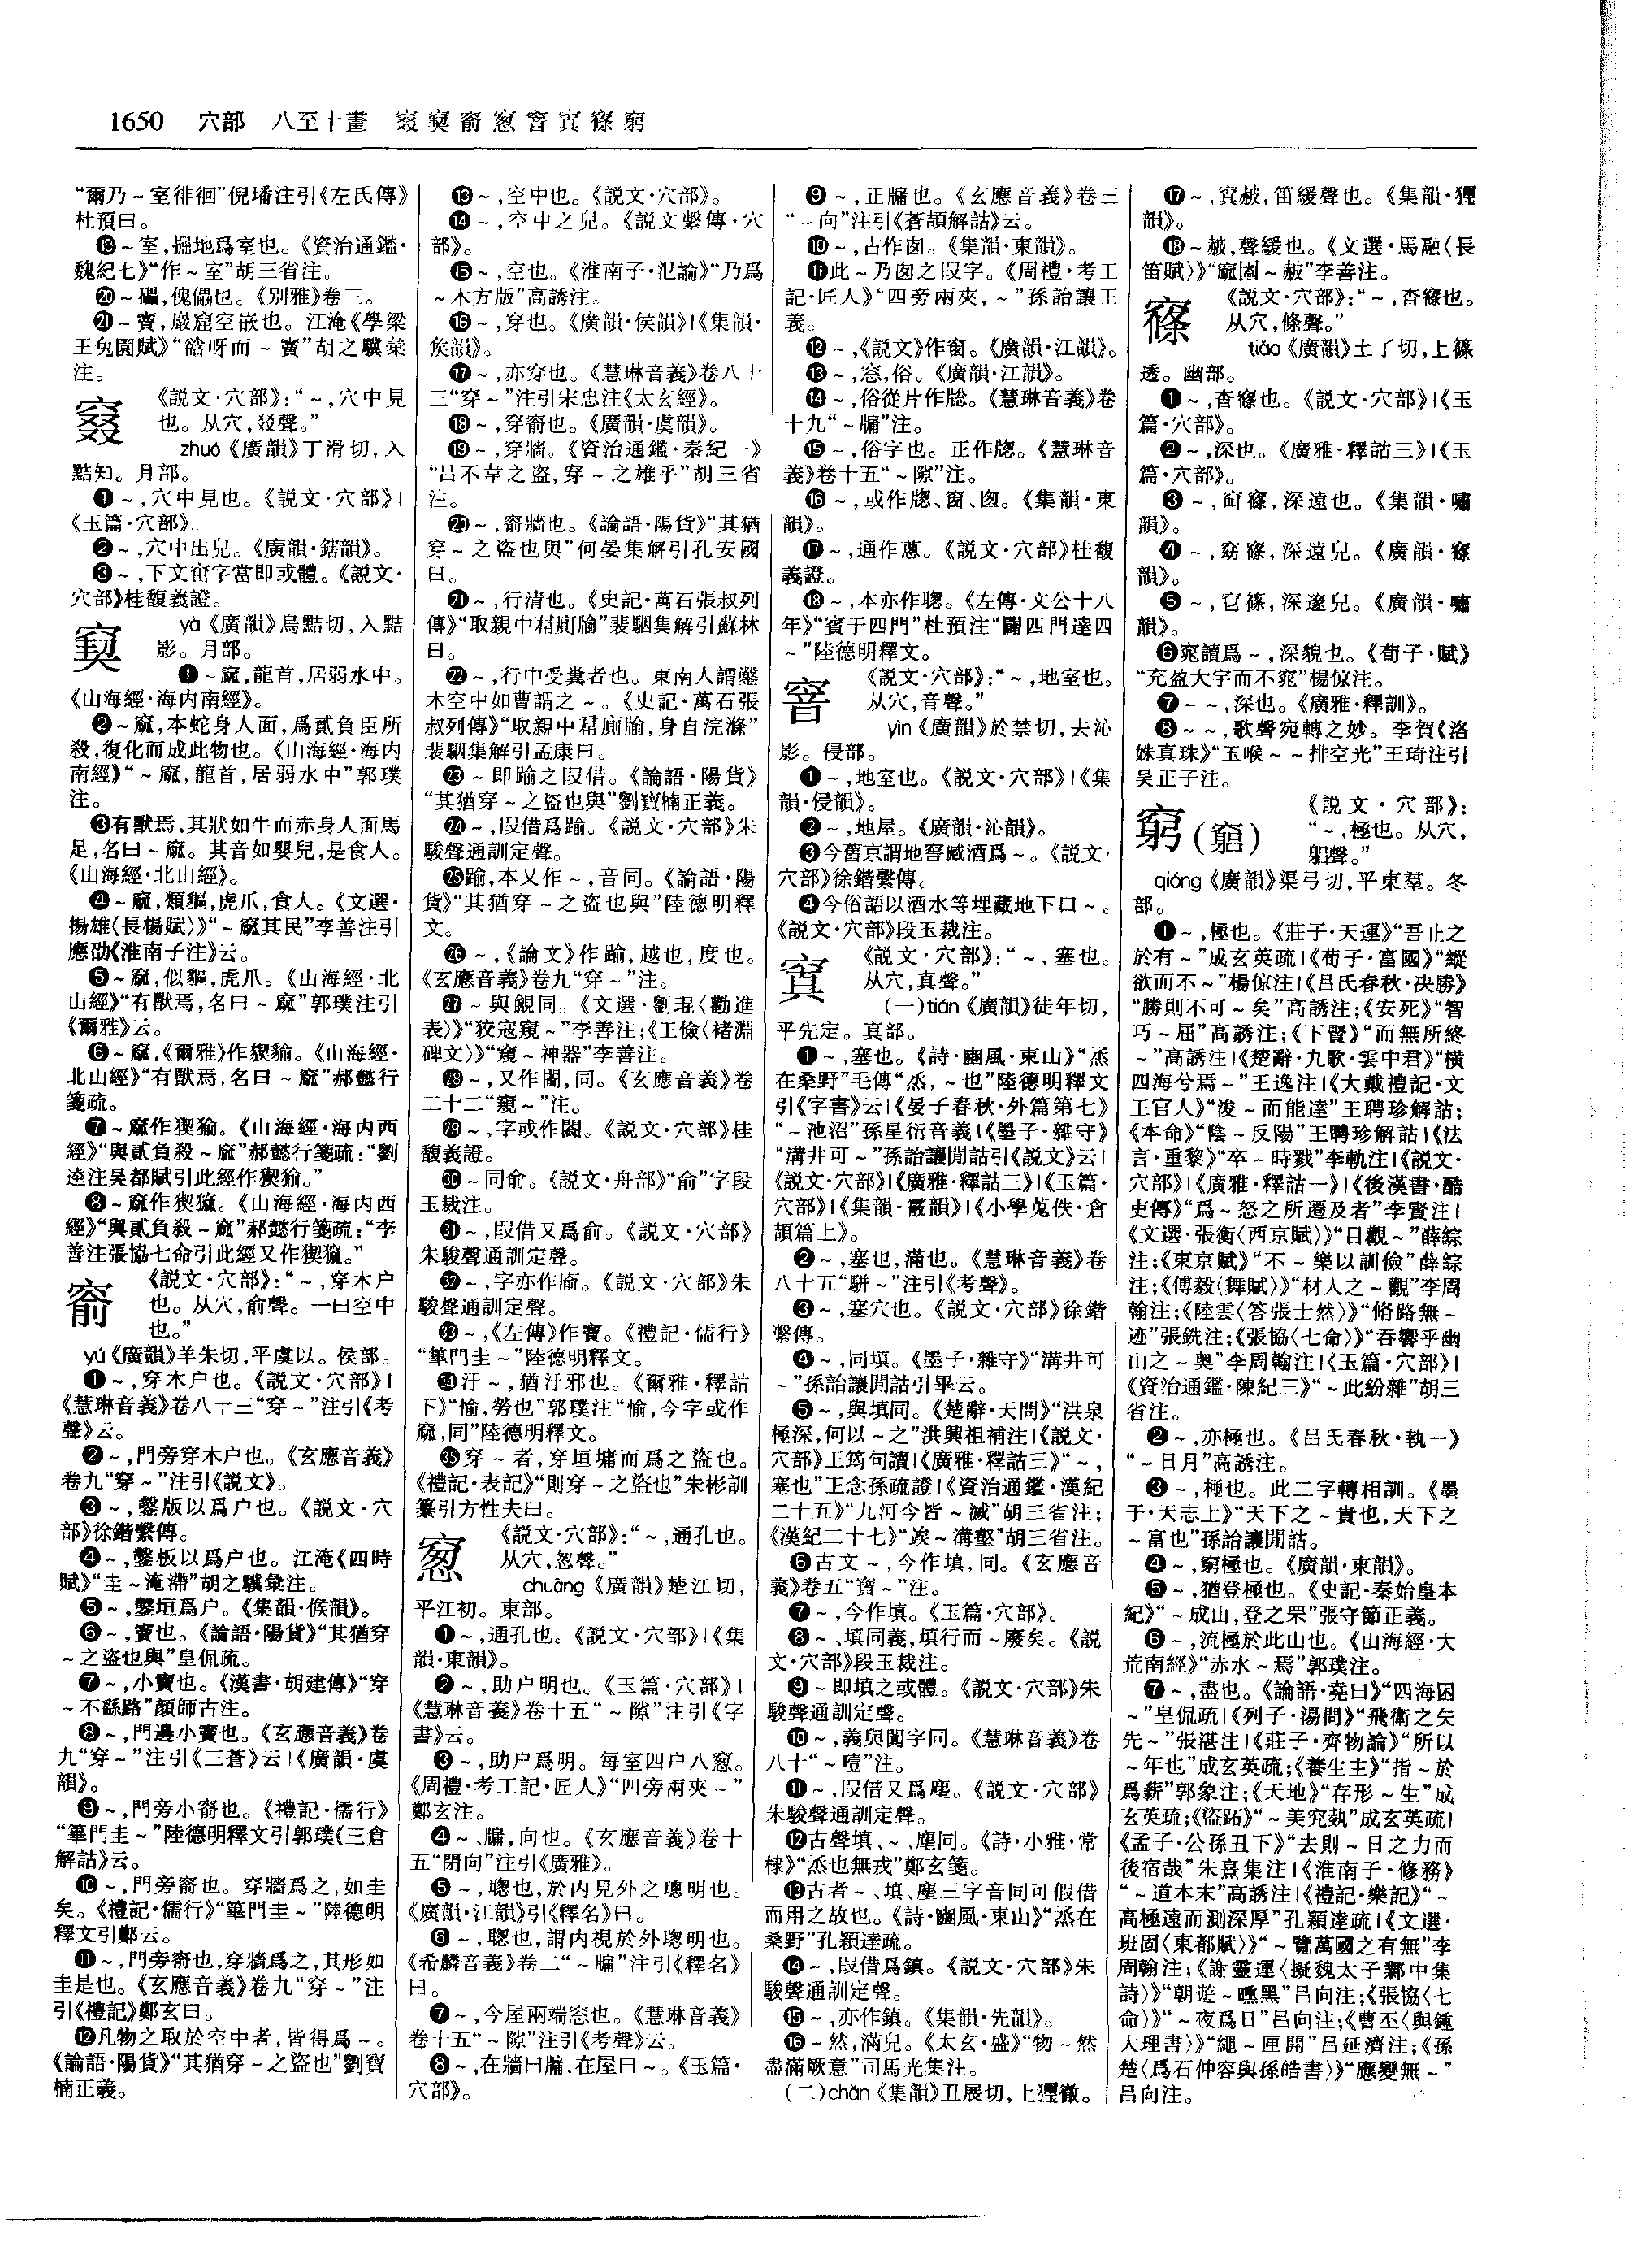 1650 穴部 八至十畫 窡窫窬窻窨窴窱窮
“爾乃~室徘徊”倪璠注引《左氏傳》
杜預曰。
⓳~室,掘地爲室也。《資治通鑑·
魏紀七》“作~室”胡三省注。
⓴~礧,傀儡也。《别雅》卷三。
㉑~竇,巖窟空嵌也。江淹《學梁
王兔園賦》“谽呀而~竇”胡之驥彙
注。
窡 《説文·穴部》:“~,穴中見
也。从穴,叕聲。”
zhuó《廣韻》丁滑切,入
黠知。月部。
❶~,穴中見也。《説文·穴部》|
《玉篇·穴部》。
❷~,穴中出皃。《廣韻·鎋韻》。
❸~,下文窋字當即或體。《説文·
穴部》桂馥義證。
窫 yà《廣韻》烏黠切,入黠
影。月部。
❶~窳,龍首,居弱水中。
《山海經·海内南經》。
❷~窳,本蛇身人面,爲貳負臣所
殺,復化而成此物也。《山海經·海内
南經》“~窳,龍首,居弱水中”郭璞
注。
❸有獸焉,其狀如牛而赤身人面馬
足,名曰~窳。其音如嬰兒,是食人。
《山海經·北山經》。
❹~窳,類貙,虎爪,食人。《文選·
揚雄〈長楊賦〉》“~窳其民”李善注引
應劭《淮南子注》云。
❺~窳,似貙,虎爪。《山海經·北
山經》“有獸焉,名曰~窳”郭璞注引
《爾雅》云。
❻~窳,《爾雅》作猰貐。《山海經·
北山經》“有獸焉,名曰~窳”郝懿行
箋疏。
❼~窳作猰㺄。《山海經·海内西
經》“與貳負殺~窳”郝懿行箋疏:“劉
逵注吴都賦引此經作猰㺄。”
❽~窳作猰㺄。《山海經·海内西
經》“與貳負殺~窳”郝懿行箋疏:“李
善注張協七命引此經又作猰㺄。”
窬 《説文·穴部》:“~,穿木户
也。从穴,俞聲。一曰空中
也。”
yú《廣韻》羊朱切,平虞以。侯部。
❶~,穿木户也。《説文·穴部》|
《慧琳音義》卷八十三“穿~”注引《考
聲》云。
❷~,門旁穿木户也。《玄應音義》
卷九“穿~”注引《説文》。
❸~,鑿版以爲户也。《説文·穴
部》徐鍇繫傳。
❹~,鑿板以爲户也。江淹《四時
賦》“圭~淹滯”胡之驥彙注。
❺~,鑿垣爲户。《集韻·侯韻》。
❻~,竇也。《論語·陽貨》“其猶穿
~之盗也與”皇侃疏。
❼~,小竇也。《漢書·胡建傳》“穿
~不繇路”顔師古注。
❽~,門邊小竇也。《玄應音義》卷
九“穿~”注引《三蒼》云|《廣韻·虞
韻》。
❾~,門旁小窬也。《禮記·儒行》
“篳門圭~”陸德明釋文引郭璞《三倉
解詁》云。
❿~,門旁窬也。穿牆爲之,如圭
矣。《禮記·儒行》“篳門圭~”陸德明
釋文引鄭云。
⓫~,門旁窬也,穿牆爲之,其形如
圭是也。《玄應音義》卷九“穿~”注
引《禮記》鄭玄曰。
⓬凡物之取於空中者,皆得爲~。
《論語·陽貨》“其猶穿~之盗也”劉寶
楠正義。
⓭~,空中也。《説文·穴部》。
⓮~,空中之皃。《説文繫傳·穴
部》。
⓯~,空也。《淮南子·氾論》“乃爲
~木方版”高誘注。
⓰~,穿也。《廣韻·侯韻》|《集韻·
侯韻》。
⓱~,亦穿也。《慧琳音義》卷八十
三“穿~”注引宋忠注《太玄經》。
⓲~,穿窬也。《廣韻·虞韻》。
⓳~,穿牆。《資治通鑑·秦紀一》
“吕不韋之盗,穿~之雄乎”胡三省
注。
⓴~,窬牆也。《論語·陽貨》“其猶
穿~之盗也與”何晏集解引孔安國
曰。
㉑~,行清也。《史記·萬石張叔列
傳》“取親中帬廁牏”裴駰集解引蘇林
曰。
㉒~,行中受糞者也。東南人謂鑿
木空中如曹謂之~。《史記·萬石張
叔列傳》“取親中帬廁牏,身自浣滌”
裴駰集解引孟康曰。
㉓~即踰之叚借。《論語·陽貨》
“其猶穿~之盗也與”劉寶楠正義。
㉔~,叚借爲踰。《説文·穴部》朱
駿聲通訓定聲。
㉕踰,本又作~,音同。《論語·陽
貨》“其猶穿~之盗也與”陸德明釋
文。
㉖~,《論文》作踰,越也,度也。
《玄應音義》卷九“穿~”注。
㉗~與覦同。《文選·劉琨〈勸進
表〉》“狡寇窺~”李善注;《王儉〈褚淵
碑文〉》“窺~神器”李善注。
㉘~,又作闟,同。《玄應音義》卷
二十二“窺~”注。
㉙~,字或作闟。《説文·穴部》桂
馥義證。
㉚~同俞。《説文·舟部》“俞”字段
玉裁注。
㉛~,叚借又爲俞。《説文·穴部》
朱駿聲通訓定聲。
㉜~,字亦作牏。《説文·穴部》朱
駿聲通訓定聲。
㉝~,《左傳》作竇。《禮記·儒行》
“篳門圭~”陸德明釋文。
㉞汙~,猶汙邪也。《爾雅·釋詁
下》“愉,勞也”郭璞注“愉,今字或作
窳,同”陸德明釋文。
㉟穿~者,穿垣墉而爲之盗也。
《禮記·表記》“則穿~之盗也”朱彬訓
纂引方性夫曰。
窻 《説文·穴部》:“~,通孔也。
从穴,怱聲。”
chuāng《廣韻》楚江切,
平江初。東部。
❶~,通孔也。《説文·穴部》|《集
韻·東韻》。
❷~,助户明也。《玉篇·穴部》|
《慧琳音義》卷十五“~隙”注引《字
書》云。
❸~,助户爲明。每室四户八窻。
《周禮·考工記·匠人》“四旁兩夾~”
鄭玄注。
❹~、牖,向也。《玄應音義》卷十
五“閉向”注引《廣雅》。
❺~,聰也,於内見外之聰明也。
《廣韻·江韻》引《釋名》曰。
❻~,聰也,謂内視於外聰明也。
《希麟音義》卷二“~牖”注引《釋名》
曰。
❼~,今屋兩端窓也。《慧琳音義》
卷十五“~隙”注引《考聲》云。
❽~,在牆曰牖,在屋曰~。《玉篇·
穴部》。
❾~,正牖也。《玄應音義》卷三
“~向”注引《蒼頡解詁》云。
❿~,古作囱。《集韻·東韻》。
⓫此~乃囱之叚字。《周禮·考工
記·匠人》“四旁兩夾,~”孫詒讓正
義。
⓬~,《説文》作窗。《廣韻·江韻》。
⓭~,窓,俗。《廣韻·江韻》。
⓮~,俗從片作牎。《慧琳音義》卷
十九“~牖”注。
⓯~,俗字也。正作牕。《慧琳音
義》卷十五“~隙”注。
⓰~,或作牕、窗、囱。《集韻·東
韻》。
⓱~,通作蔥。《説文·穴部》桂馥
義證。
⓲~,本亦作聰。《左傳·文公十八
年》“賓于四門”杜預注“闢四門達四
~”陸德明釋文。
窨 《説文·穴部》:“~,地室也。
从穴,音聲。”
yìn《廣韻》於禁切,去沁
影。侵部。
❶~,地室也。《説文·穴部》|《集
韻·侵韻》。
❷~,地屋。《廣韻·沁韻》。
❸今舊京謂地窖藏酒爲~。《説文·
穴部》徐鍇繫傳。
❹今俗語以酒水等埋藏地下曰~。
《説文·穴部》段玉裁注。
窴 《説文·穴部》:“~,塞也。
从穴,真聲。”
(一)tián《廣韻》徒年切,
平先定。真部。
❶~,塞也。《詩·豳風·東山》“烝
在桑野”毛傳“烝,~也”陸德明釋文
引《字書》云|《晏子春秋·外篇第七》
“~池沼”孫星衍音義|《墨子·雜守》
“溝井可~”孫詒讓閒詁引《説文》云|
《説文·穴部》|《廣雅·釋詁三》|《玉篇·
穴部》|《集韻·霰韻》|《小學蒐佚·倉
頡篇上》。
❷~,塞也,滿也。《慧琳音義》卷
八十五“駢~”注引《考聲》。
❸~,塞穴也。《説文·穴部》徐鍇
繫傳。
❹~,同填。《墨子·雜守》“溝井可
~”孫詒讓閒詁引畢云。
❺~,與填同。《楚辭·天問》“洪泉
極深,何以~之”洪興祖補注|《説文·
穴部》王筠句讀|《廣雅·釋詁三》“~,
塞也”王念孫疏證|《資治通鑑·漢紀
二十五》“九河今皆~滅”胡三省注;
《漢紀二十七》“竢~溝壑”胡三省注。
❻古文~,今作填,同。《玄應音
義》卷五“寶~”注。
❼~,今作填。《玉篇·穴部》。
❽~、填同義,填行而~廢矣。《説
文·穴部》段玉裁注。
❾~即填之或體。《説文·穴部》朱
駿聲通訓定聲。
❿~,義與闐字同。《慧琳音義》卷
八十“~噎”注。
⓫~,叚借又爲塵。《説文·穴部》
朱駿聲通訓定聲。
⓬古聲填、~、塵同。《詩·小雅·常
棣》“烝也無戎”鄭玄箋。
⓭古者~、填、塵三字音同可假借
而用之故也。《詩·豳風·東山》“烝在
桑野”孔穎達疏。
⓮~,叚借爲鎮。《説文·穴部》朱
駿聲通訓定聲。
⓯~,亦作鎮。《集韻·先韻》。
⓰~然,滿皃。《太玄·盛》“物~然
盡滿厥意”司馬光集注。
(二)chǎn《集韻》丑展切,上𤣗徹。
⓱~,窴赧,笛緩聲也。《集韻·𤣗
韻》。
⓲~赧,聲緩也。《文選·馬融〈長
笛賦〉》“窳圔~赧”李善注。
窱 《説文·穴部》:“~,杳窱也。
从穴,條聲。”
tiǎo《廣韻》土了切,上篠
透。幽部。
❶~,杳窱也。《説文·穴部》|《玉
篇·穴部》。
❷~,深也。《廣雅·釋詁三》|《玉
篇·穴部》。
❸~,窅窱,深遠也。《集韻·嘯
韻》。
❹~,窈窱,深遠皃。《廣韻·篠
韻》。
❺~,窅篠,深邃皃。《廣韻·嘯
韻》。
❻窕讀爲~,深貌也。《荀子·賦》
“充盈大宇而不窕”楊倞注。
❼~~,深也。《廣雅·釋訓》。
❽~~,歌聲宛轉之妙。李賀《洛
姝真珠》“玉喉~~排空光”王琦注引
吴正子注。
窮(竆) 《説文·穴部》:
“~,極也。从穴,
躳聲。”
qióng《廣韻》渠弓切,平東羣。冬
部。
❶~,極也。《莊子·天運》“吾止之
於有~”成玄英疏|《荀子·富國》“縱
欲而不~”楊倞注|《吕氏春秋·决勝》
“勝則不可~矣”高誘注;《安死》“智
巧~屈”高誘注;《下賢》“而無所終
~”高誘注|《楚辭·九歌·雲中君》“横
四海兮焉~”王逸注|《大戴禮記·文
王官人》“浚~而能達”王聘珍解詁;
《本命》“陰~反陽”王聘珍解詁|《法
言·重黎》“卒~時戮”李軌注|《説文·
穴部》|《廣雅·釋詁一》|《後漢書·酷
吏傳》“爲~怒之所遷及者”李賢注|
《文選·張衡〈西京賦〉》“日觀~”薛綜
注;《東京賦》“不~樂以訓儉”薛綜
注;《傅毅〈舞賦〉》“材人之~觀”李周
翰注;《陸雲〈答張士然〉》“脩路無~
迹”張銑注;《張協〈七命〉》“吞響乎幽
山之~奥”李周翰注|《玉篇·穴部》|
《資治通鑑·陳紀三》“~此紛雜”胡三
省注。
❷~,亦極也。《吕氏春秋·執一》
“~日月”高誘注。
❸~,極也。此二字轉相訓。《墨
子·天志上》“天下之~貴也,天下之
~富也”孫詒讓閒詁。
❹~,窮極也。《廣韻·東韻》。
❺~,猶登極也。《史記·秦始皇本
紀》“~成山,登之罘”張守節正義。
❻~,流極於此山也。《山海經·大
荒南經》“赤水~焉”郭璞注。
❼~,盡也。《論語·堯曰》“四海困
~”皇侃疏|《列子·湯問》“飛衛之矢
先~”張湛注|《莊子·齊物論》“所以
~年也”成玄英疏;《養生主》“指~於
爲薪”郭象注;《天地》“存形~生”成
玄英疏;《盗跖》“~美究埶”成玄英疏|
《孟子·公孫丑下》“去則~日之力而
後宿哉”朱熹集注|《淮南子·修務》
“~道本末”高誘注|《禮記·樂記》“~
高極遠而測深厚”孔穎達疏|《文選·
班固〈東都賦〉》“~覽萬國之有無”李
周翰注;《謝靈運〈擬魏太子鄴中集
詩〉》“朝遊~曛黑”吕向注;《張協〈七
命〉》“~夜爲日”吕向注;《曹丕〈與鍾
大理書〉》“繩~匣開”吕延濟注;《孫
楚〈爲石仲容與孫皓書〉》“應變無~”
吕向注。